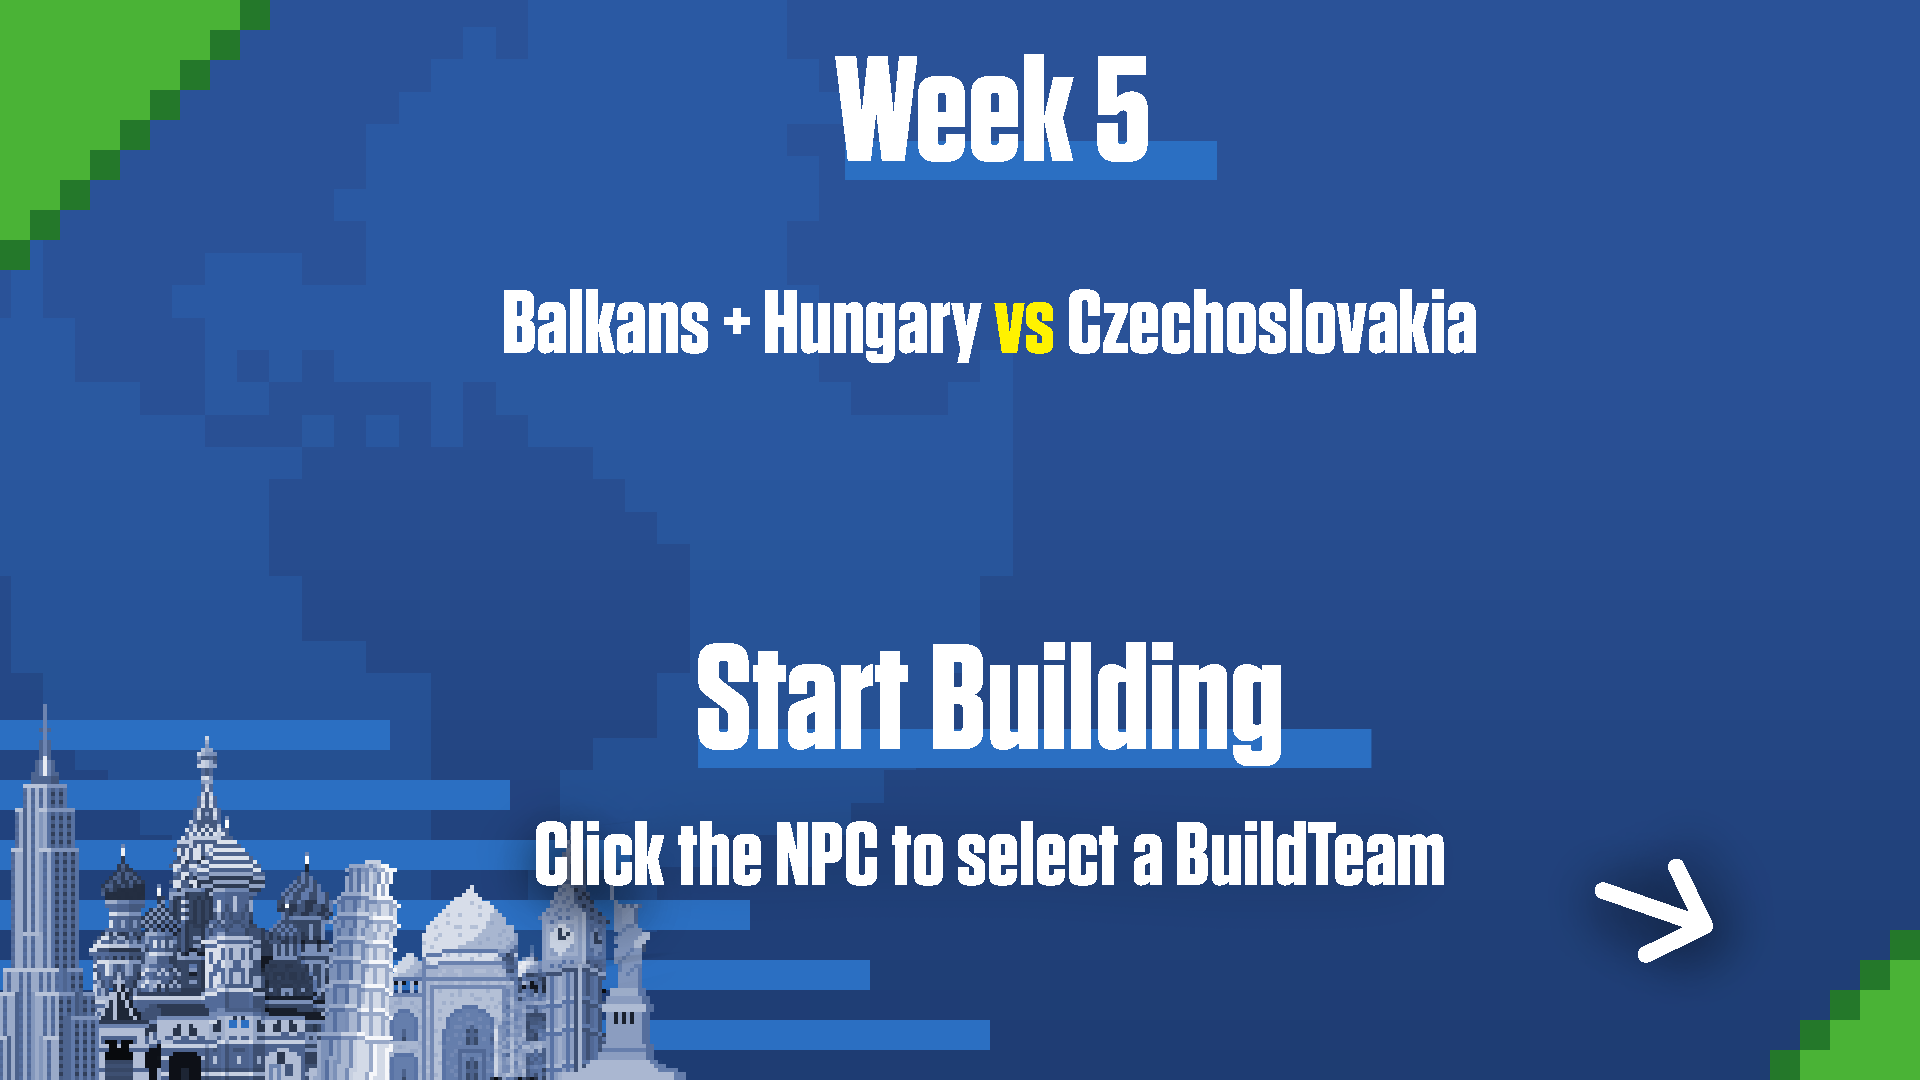 Week 5
Balkans + Hungary vs Czechoslovakia
Start Building
Click the NPC to select a BuildTeam